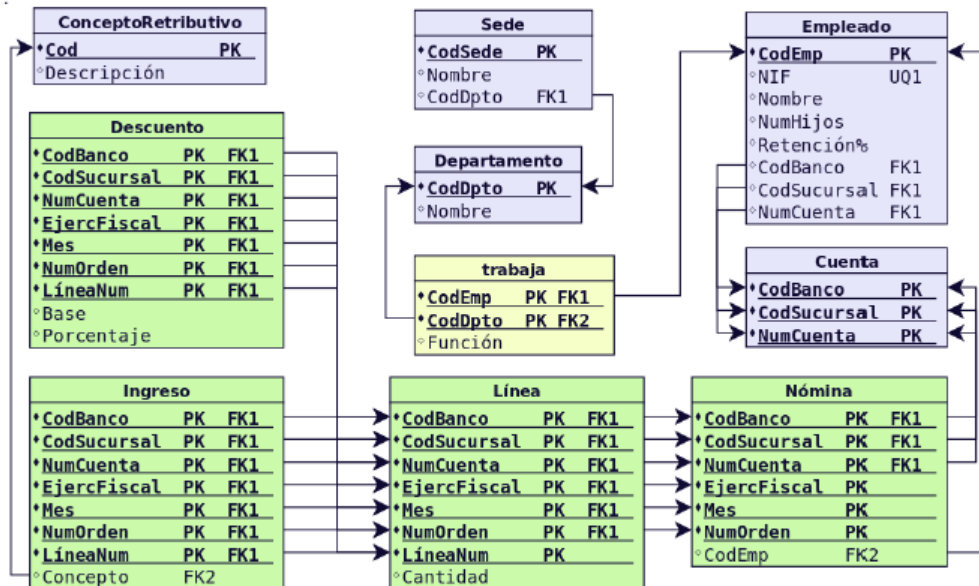 ConceptoRetributivo
Cod PK
Descripción
Sede
CodSede PK
Nombre
CodDpto FK1
Empleado
CodEmp PK
NIF UQ1
Nombre
NumHijos
Retención%
CodBanco FK1
CodSucursal FK1
NumCuenta FK1
Descuento
CodBanco PK FK1
CodSucursal PK FK1
NumCuenta PK FK1
EjercFiscal PK FK1
Mes PK FK1
NumOrden PK FK1
LíneaNum PK FK1
Base
Porcentaje
Departamento
CodDpto PK
Nombre
trabaja
CodEmp PK FK1
CodDpto PK FK2
Función
Cuenta
CodBanco PK
CodSucursal PK
NumCuenta PK
Ingreso
CodBanco PK FK1
CodSucursal PK FK1
NumCuenta PK FK1
EjercFiscal PK FK1
Mes PK FK1
NumOrden PK FK1
LíneaNum PK FK1
Concepto FK2
Línea
CodBanco PK FK1
CodSucursal PK FK1
NumCuenta PK FK1
EjercFiscal PK FK1
Mes PK FK1
NumOrden PK FK1
LíneaNum PK
Cantidad
Nómina
CodBanco PK FK1
CodSucursal PK FK1
NumCuenta PK FK1
EjercFiscal PK
Mes PK
NumOrden PK
CodEmp FK2